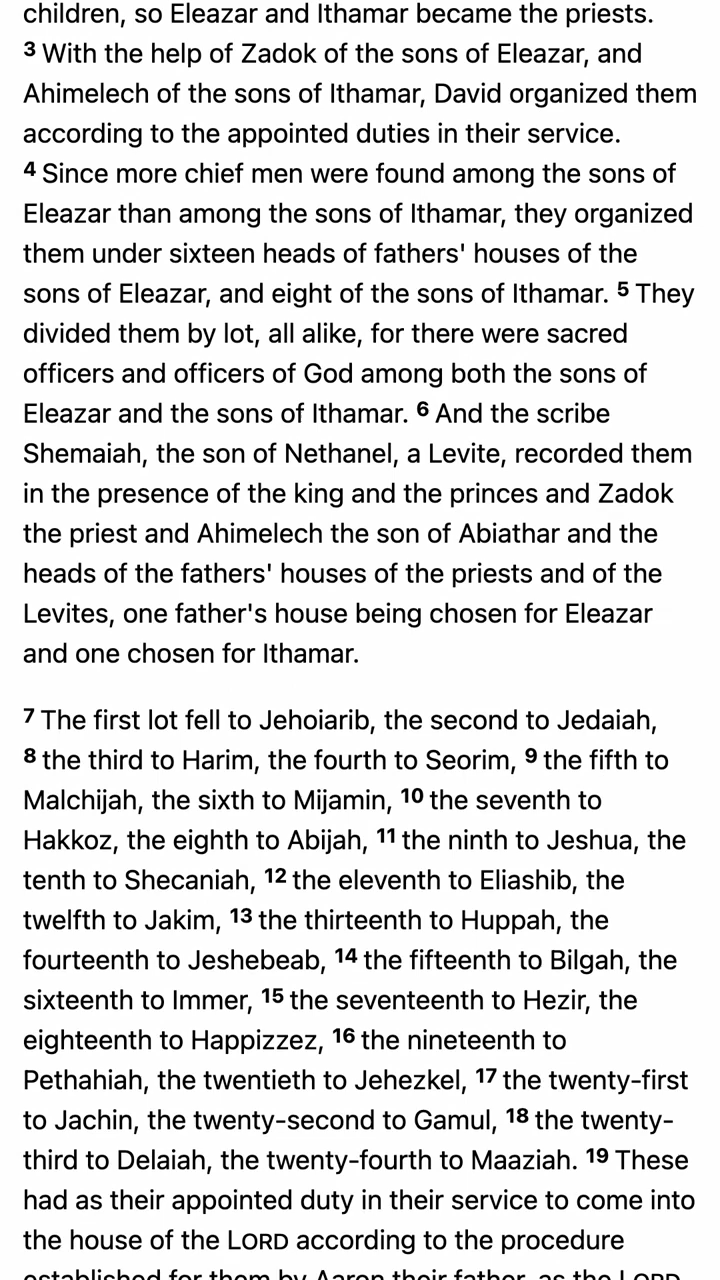 children, so Eleazar and Ithamar became the priests.
3 With the help of Zadok of the sons of Eleazar, and
Ahimelech of the sons of Ithamar, David organized them
according to the appointed duties in their service.
4 Since more chief men were found among the sons of
Eleazar than among the sons of Ithamar, they organized
them under sixteen heads of fathers' houses of the
sons of Eleazar, and eight of the sons of Ithamar. 5 They
divided them by lot, all alike, for there were sacred
officers and officers of God among both the sons of
Eleazar and the sons of Ithamar. 6 And the scribe
Shemaiah, the son of Nethanel, a Levite, recorded them
in the presence of the king and the princes and Zadok
the priest and Ahimelech the son of Abiathar and the
heads of the fathers' houses of the priests and of the
Levites, one father's house being chosen for Eleazar
and one chosen for Ithamar.
7 The first lot fell to Jehoiarib, the second to Jedaiah,
8 the third to Harim, the fourth to Seorim, 9 the fifth to
Malchijah, the sixth to Mijamin, 10 the seventh to
Hakkoz, the eighth to Abijah, 11 the ninth to Jeshua, the
tenth to Shecaniah, 12 the eleventh to Eliashib, the
twelfth to Jakim, 13 the thirteenth to Huppah, the
fourteenth to Jeshebeab, 14 the fifteenth to Bilgah, the
sixteenth to Immer, 15 the seventeenth to Hezir, the
eighteenth to Happizzez, 16 the nineteenth to
Pethahiah, the twentieth to Jehezkel, 17 the twenty-first
to Jachin, the twenty-second to Gamul, 18 the twenty-
third to Delaiah, the twenty-fourth to Maaziah. 19 These
had as their appointed duty in their service to come into
the house of the LORD according to the procedure
established for them by Aaron their father, as the LORD